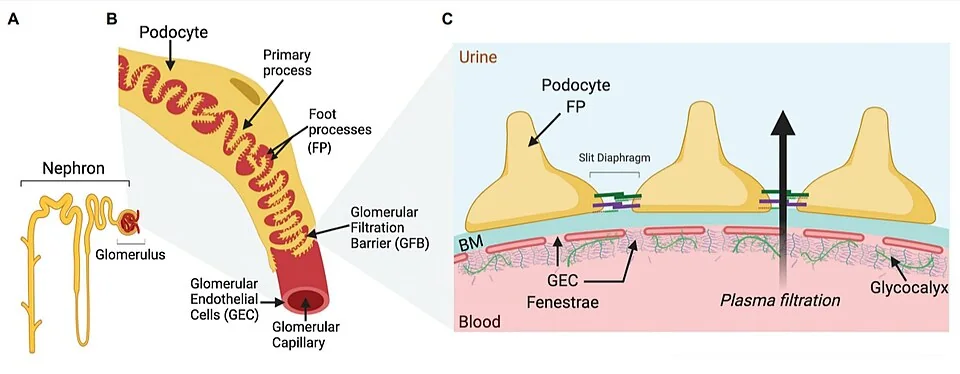 A
Nephron
Glomerulus
B
Podocyte
Primary
process
Foot
processes
(FP)
Glomerular
Filtration
Barrier (GFB)
Glomerular
Endothelial
Cells (GEC)
Glomerular
Capillary
C
Urine
Podocyte
FP
Slit Diaphragm
BM
GEC
Fenestrae
Plasma filtration
Glycocalyx
Blood